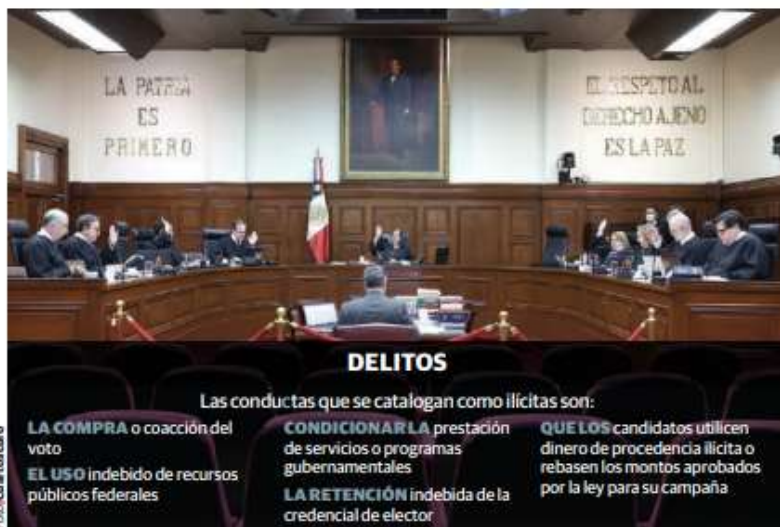 LA PATRIA
ES
PRIMERO
EL RESPETO AL
DERECHO AJENO
ES LA PAZ
DELITOS
Las conductas que se catalogan como ilícitas son:
LA COMPRA o coacción del
voto
EL USO indebido de recursos
públicos federales
CONDICIONAR LA prestación
de servicios o programas
gubernamentales
LA RETENCIÓN indebida de la
credencial de elector
QUE LOS candidatos utilicen
dinero de procedencia ilícita o
rebasen los montos aprobados
por la ley para su campaña
Cuartoscuro